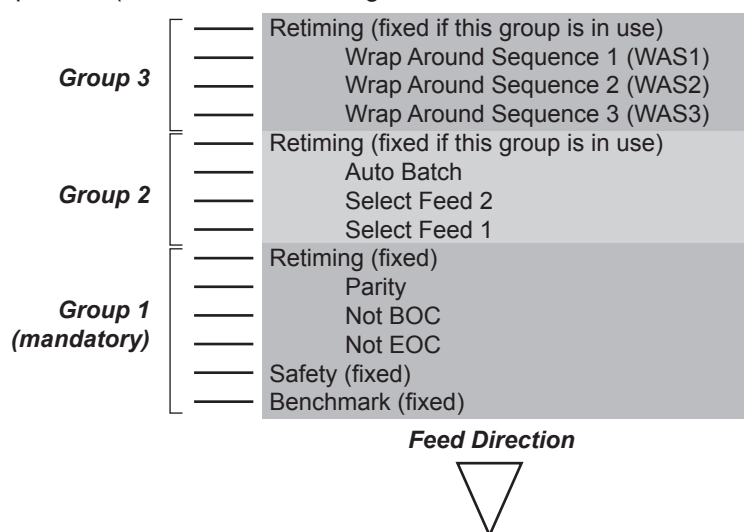 Retiming (fixed if this group is in use)
Wrap Around Sequence 1 (WAS1)
Group 3
Wrap Around Sequence 2 (WAS2)
Wrap Around Sequence 3 (WAS3)
Retiming (fixed if this group is in use)
Auto Batch
Group 2
Select Feed 2
Select Feed 1
Retiming (fixed)
Parity
Group 1
(mandatory)
Not BOC
Not EOC
Safety (fixed)
Benchmark (fixed)
Feed Direction